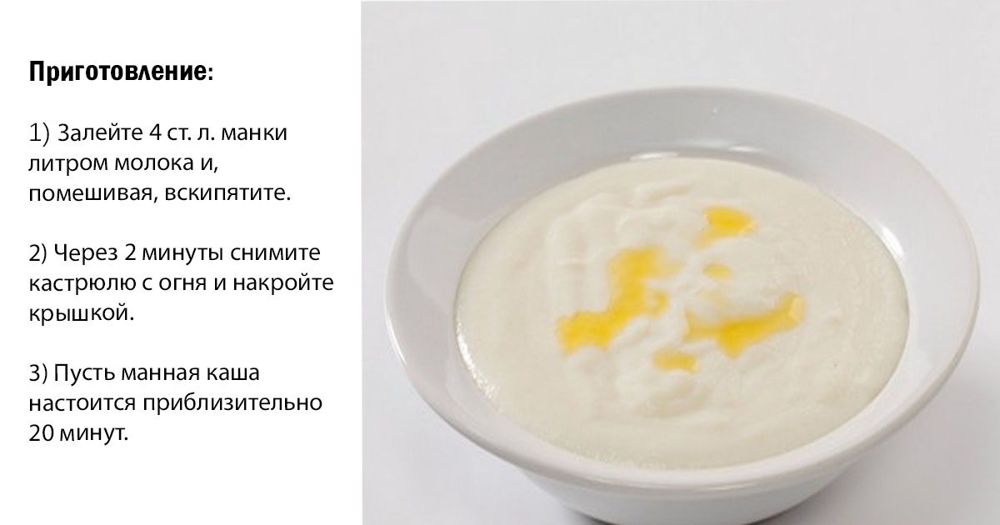 Приготовление:
1) Залейте 4 ст. л. манки
литром молока и,
помешивая, вскипятите.
2) Через 2 минуты снимите
кастрюлю с огня и накройте
крышкой.
3) Пусть манная каша
настоится приблизительно
20 минут.